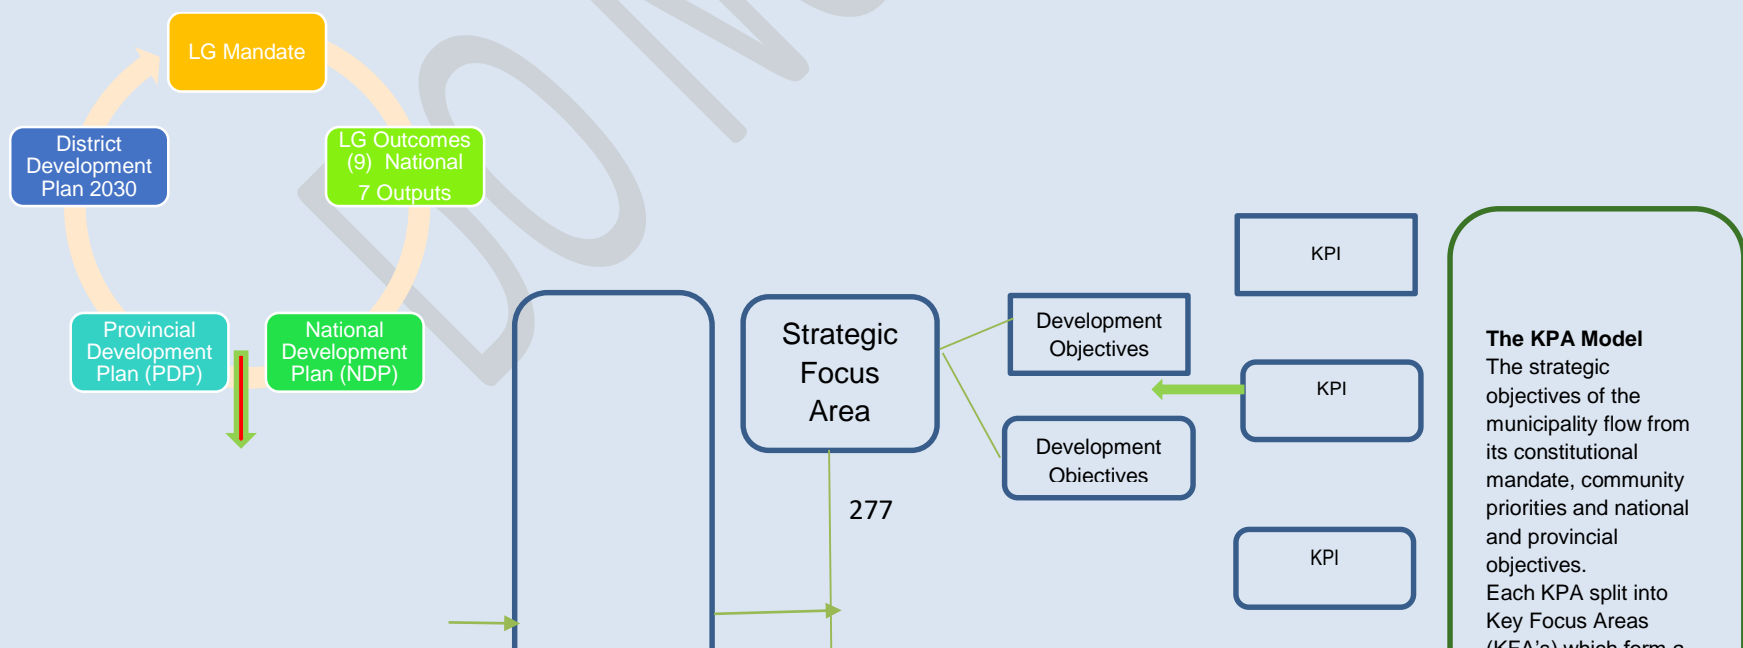 LG Mandate
District
Development
Plan 2030
LG Outcomes
(9) National
7 Outputs
Provincial
Development
Plan (PDP)
National
Development
Plan (NDP)
Strategic
Focus
Area
Development
Objectives
Development
Objectives
KPI
KPI
KPI
277
The KPA Model
The strategic
objectives of the
municipality flow from
its constitutional
mandate, community
priorities and national
and provincial
objectives.
Each KPA split into
Key Focus Areas
(KFA's) which form a